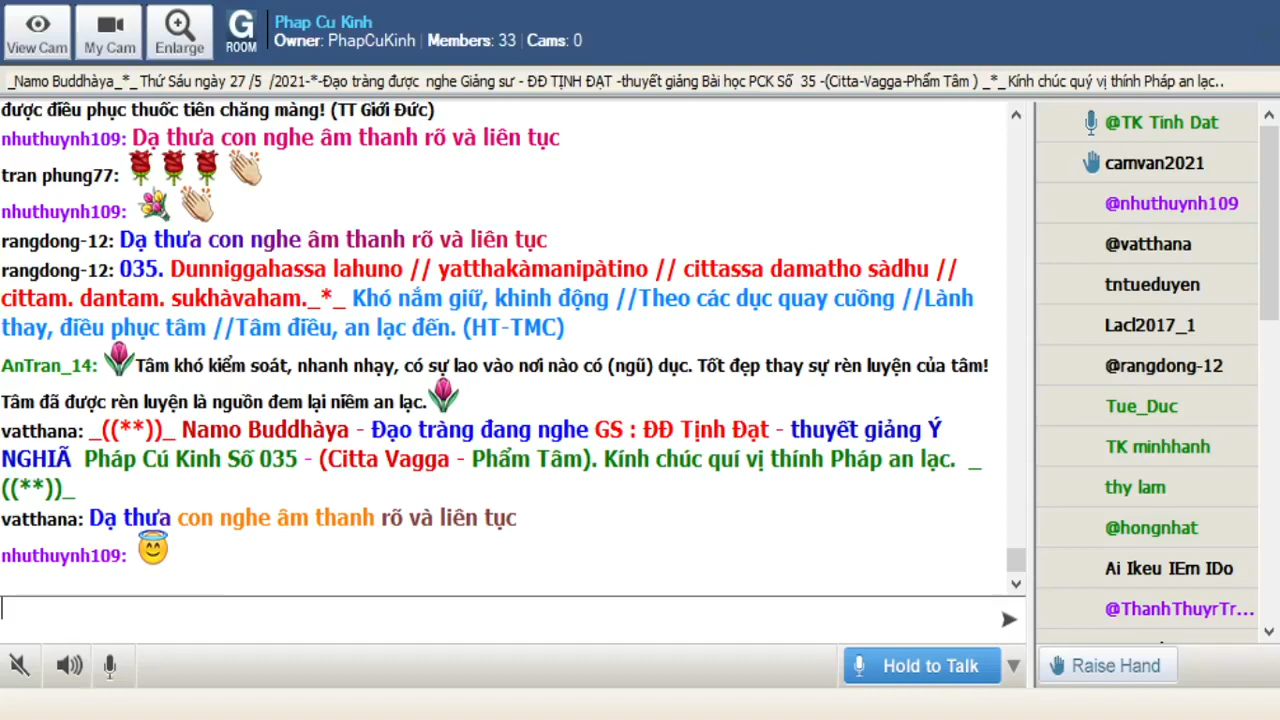 View Cam
My Cam
Enlarge
G
ROOM
Phap Cu Kinh
Owner: PhapCuKinh | Members: 33 | Cams: 0
_Namo Buddhàya_*_ Thứ Sáu ngày 27 /5 /2021-*-Đạo tràng được nghe Giảng sư - ĐĐ TỊNH ĐẠT -thuyết giảng Bài học PCK Số 35 -(Citta-Vagga-Phẩm Tâm ) _*_ Kính chúc quý vị thính Pháp an lạc..
được điều phục thuốc tiên chăng màng! (TT Giới Đức)
nhuthuynh109: Dạ thưa con nghe âm thanh rõ và liên tục
tran phung77:
nhuthuynh109:
rangdong-12: Dạ thưa con nghe âm thanh rõ và liên tục
rangdong-12: 035. Dunniggahassa lahuno // yatthakàmanipàtino // cittassa damatho sàdhu //
cittam. dantam. sukhàvaham._*_ Khó nắm giữ, khinh động //Theo các dục quay cuồng //Lành
thay, điều phục tâm //Tâm điều, an lạc đến. (HT-TMC)
AnTran_14: Tâm khó kiểm soát, nhanh nhạy, có sự lao vào nơi nào có (ngũ) dục. Tốt đẹp thay sự rèn luyện của tâm!
Tâm đã được rèn luyện là nguồn đem lại niềm an lạc.
vatthana: _((**))_ Namo Buddhàya - Đạo tràng đang nghe GS : ĐĐ Tịnh Đạt - thuyết giảng Ý
NGHIÃ Pháp Cú Kinh Số 035 - (Citta Vagga - Phẩm Tâm). Kính chúc quí vị thính Pháp an lạc. _
((**))_
vatthana: Dạ thưa con nghe âm thanh rõ và liên tục
nhuthuynh109:
Hold to Talk
@TK Tinh Dat
camvan2021
@nhuthuynh109
@vatthana
tntueduyen
Lacl2017_1
@rangdong-12
Tue_Duc
TK minhhanh
thy lam
@hongnhat
Ai Ikeu IEm IDo
@ThanhThuyrTr...
Raise Hand